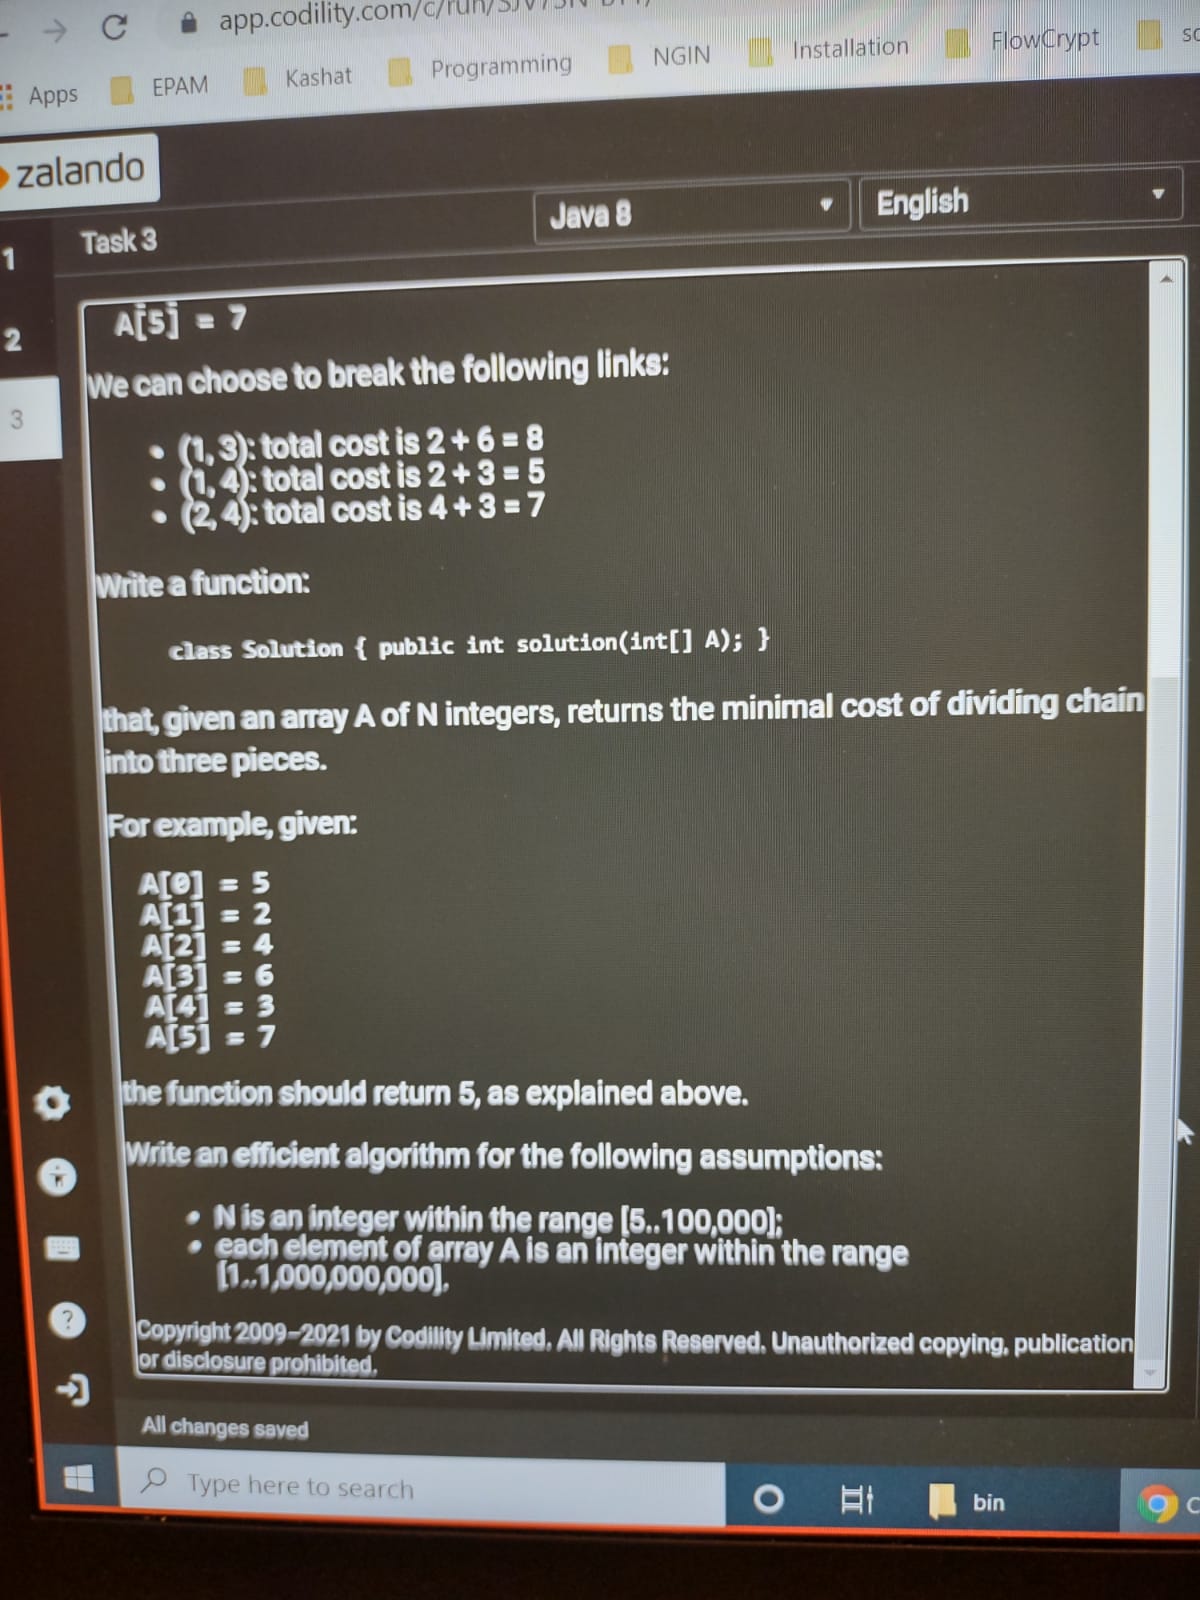 app.codility.com/c/run/
Apps EPAM Kashat Programming NGIN Installation FlowCrypt
zalando
Task 3 Java 8 English
1
2
3
A[5] = 7
We can choose to break the following links:
• (1, 3): total cost is 2 + 6 = 8
• (1, 4): total cost is 2 + 3 = 5
• (2, 4): total cost is 4 + 3 = 7
Write a function:
class Solution { public int solution(int[] A); }
that, given an array A of N integers, returns the minimal cost of dividing chain
into three pieces.
For example, given:
A[0] = 5
A[1] = 2
A[2] = 4
A[3] = 6
A[4] = 3
A[5] = 7
the function should return 5, as explained above.
Write an efficient algorithm for the following assumptions:
• N is an integer within the range [5..100,000];
• each element of array A is an integer within the range
[1..1,000,000,000].
Copyright 2009–2021 by Codility Limited. All Rights Reserved. Unauthorized copying, publication
or disclosure prohibited.
?
All changes saved
Type here to search
bin